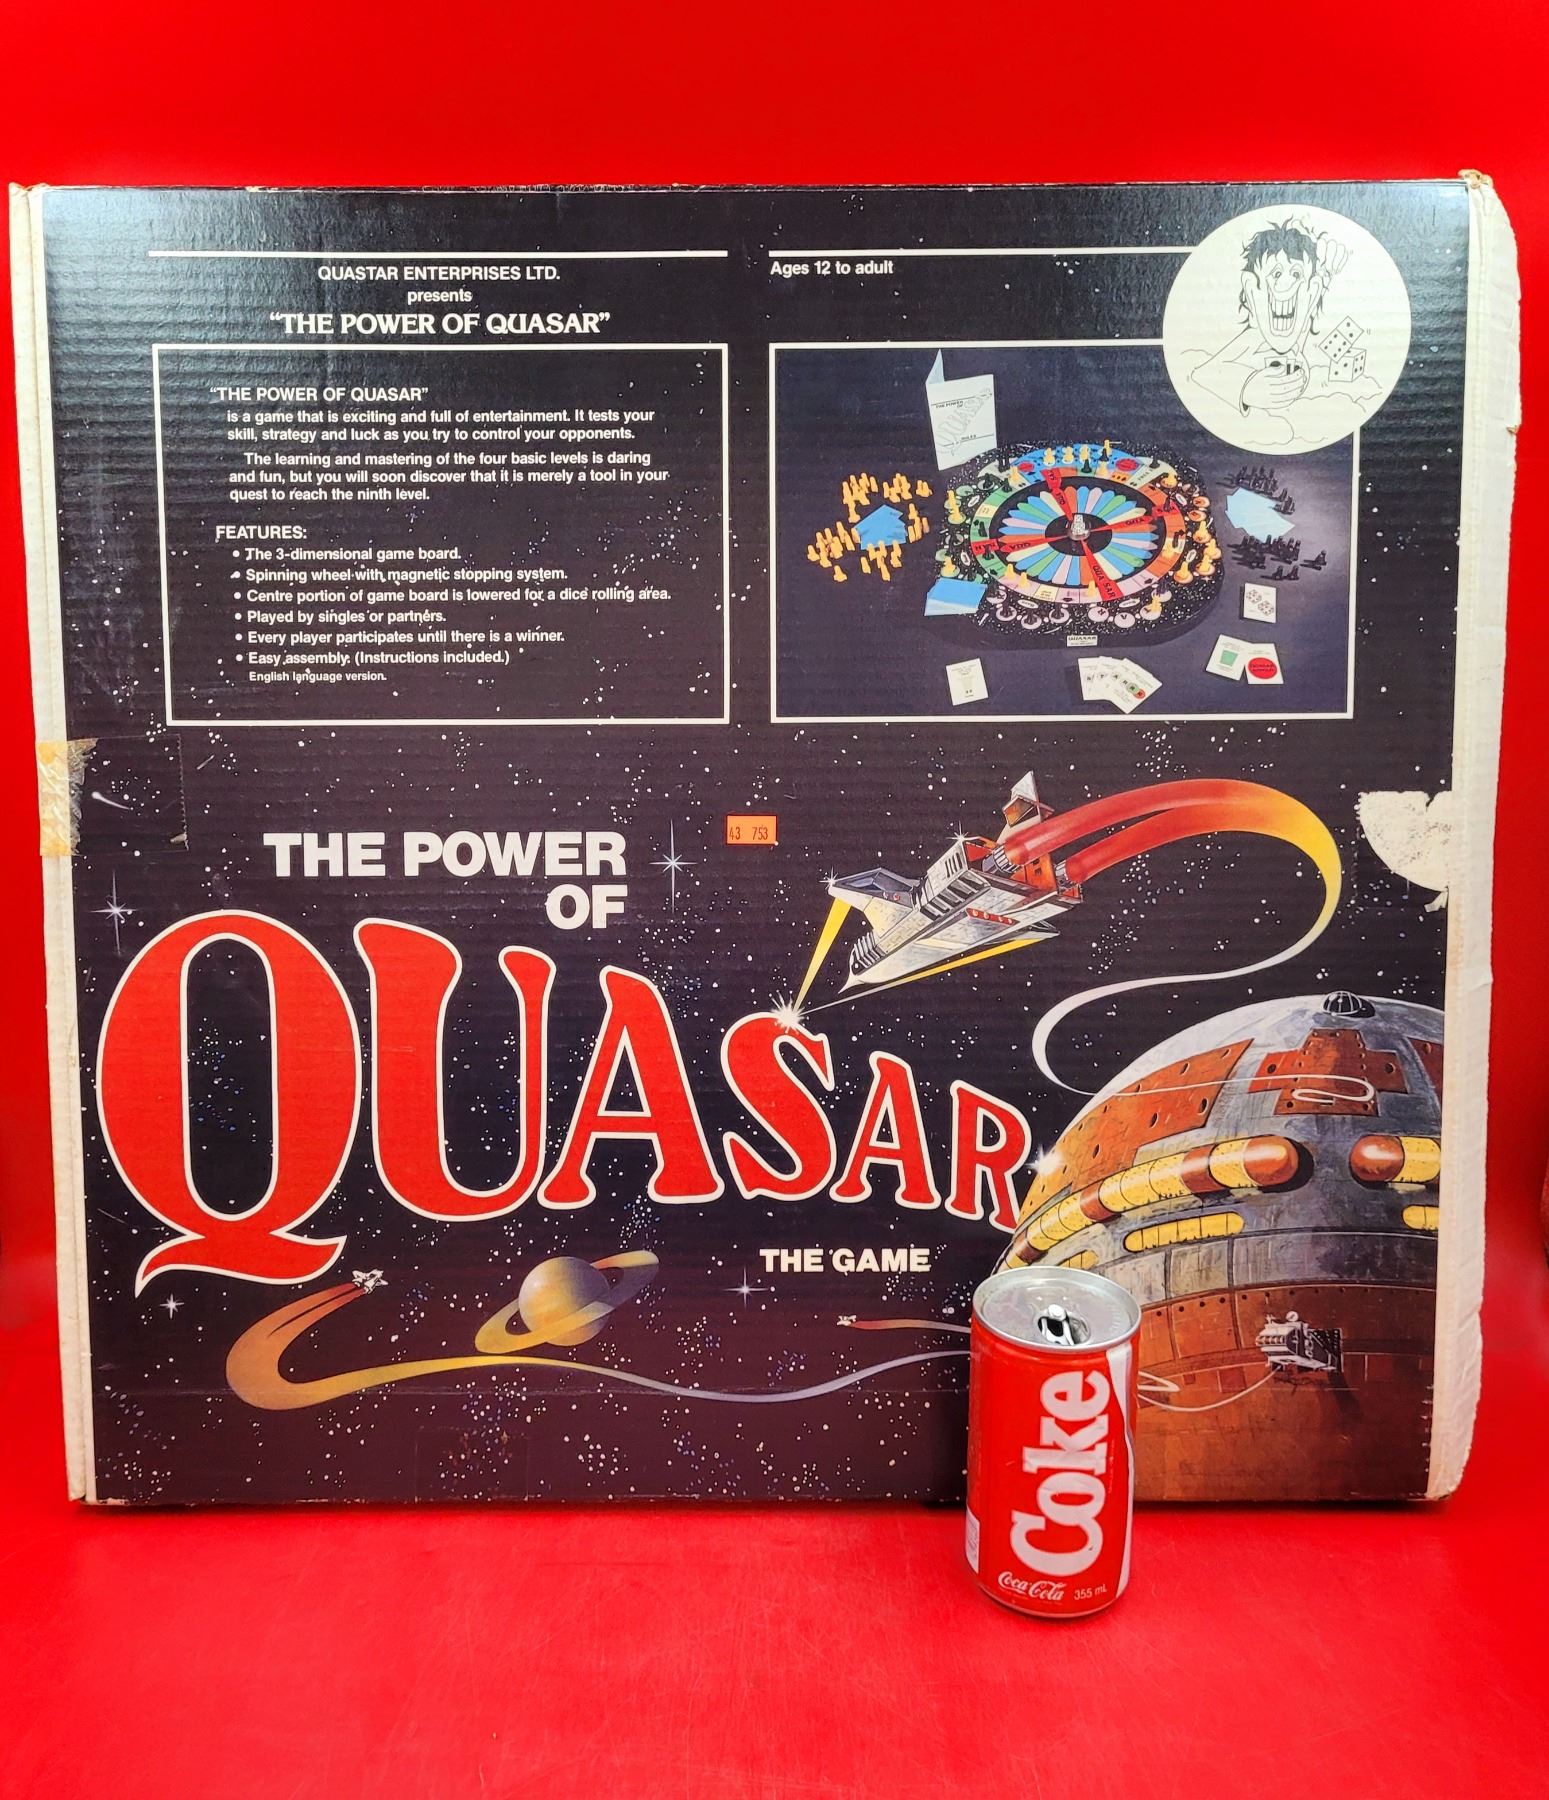 QUASTAR ENTERPRISES LTD.
presents
“THE POWER OF QUASAR”
Ages 12 to adult
“THE POWER OF QUASAR”
is a game that is exciting and full of entertainment. It tests your
skill, strategy and luck as you try to control your opponents.
The learning and mastering of the four basic levels is daring
and fun, but you will soon discover that it is merely a tool in your
quest to reach the ninth level.
FEATURES:
• The 3-dimensional game board.
• Spinning wheel with magnetic stopping system.
• Centre portion of game board is lowered for a dice rolling area.
• Played by singles or partners.
• Every player participates until there is a winner.
• Easy assembly. (Instructions included.)
English language version.
THE POWER
QUA SAR
QUASAR
43 753
THE POWER
OF
QUASAR
THE GAME
Coke
Coca-Cola 355 mL